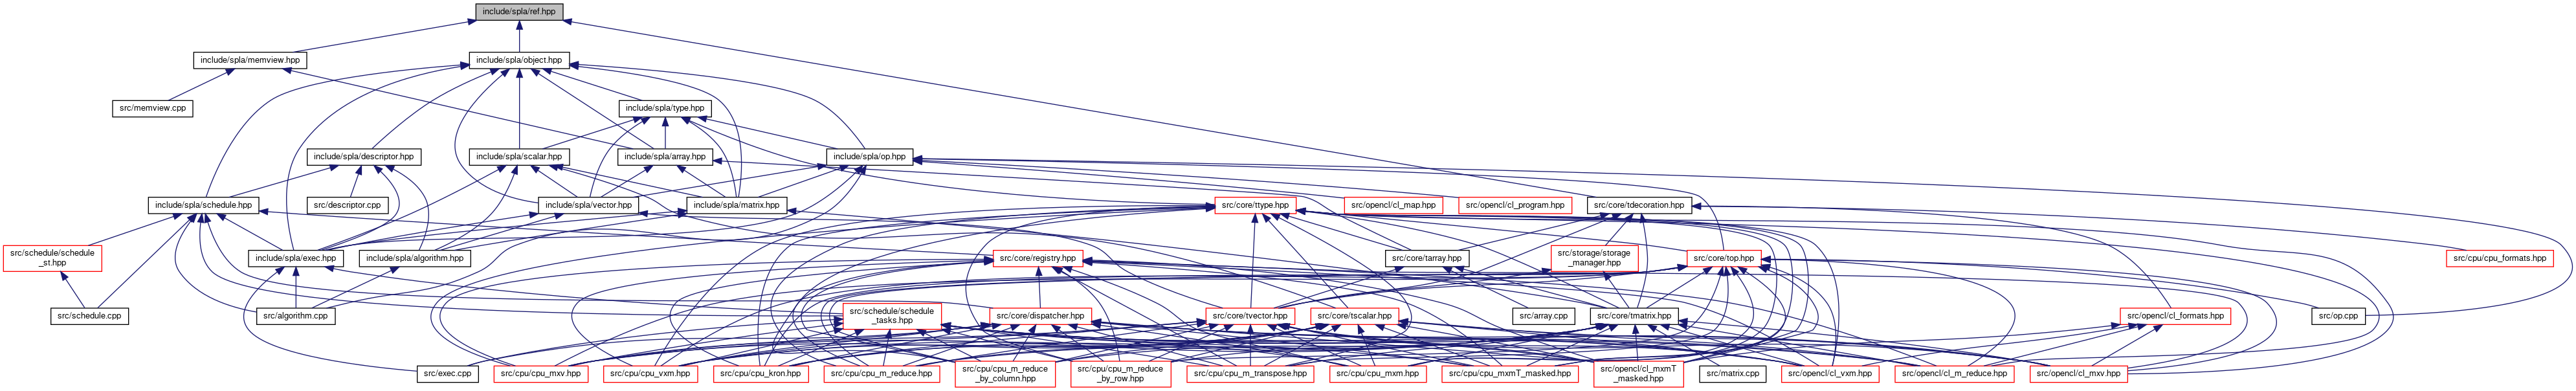 include/spla/ref.hpp
include/spla/memview.hpp
include/spla/object.hpp
src/memview.cpp
include/spla/type.hpp
include/spla/descriptor.hpp
include/spla/scalar.hpp
include/spla/array.hpp
include/spla/op.hpp
include/spla/schedule.hpp
src/descriptor.cpp
include/spla/vector.hpp
include/spla/matrix.hpp
src/core/ttype.hpp
src/opencl/cl_map.hpp
src/opencl/cl_program.hpp
src/core/tdecoration.hpp
src/schedule/schedule
_st.hpp
include/spla/exec.hpp
include/spla/algorithm.hpp
src/core/registry.hpp
src/core/tarray.hpp
src/storage/storage
_manager.hpp
src/core/top.hpp
src/cpu/cpu_formats.hpp
src/schedule.cpp
src/algorithm.cpp
src/schedule/schedule
_tasks.hpp
src/core/dispatcher.hpp
src/core/tvector.hpp
src/core/tscalar.hpp
src/array.cpp
src/core/tmatrix.hpp
src/opencl/cl_formats.hpp
src/op.cpp
src/exec.cpp
src/cpu/cpu_mxv.hpp
src/cpu/cpu_vxm.hpp
src/cpu/cpu_kron.hpp
src/cpu/cpu_m_reduce.hpp
src/cpu/cpu_m_reduce
_by_column.hpp
src/cpu/cpu_m_reduce
_by_row.hpp
src/cpu/cpu_m_transpose.hpp
src/cpu/cpu_mxm.hpp
src/cpu/cpu_mxmT_masked.hpp
src/opencl/cl_mxmT
_masked.hpp
src/matrix.cpp
src/opencl/cl_vxm.hpp
src/opencl/cl_m_reduce.hpp
src/opencl/cl_mxv.hpp